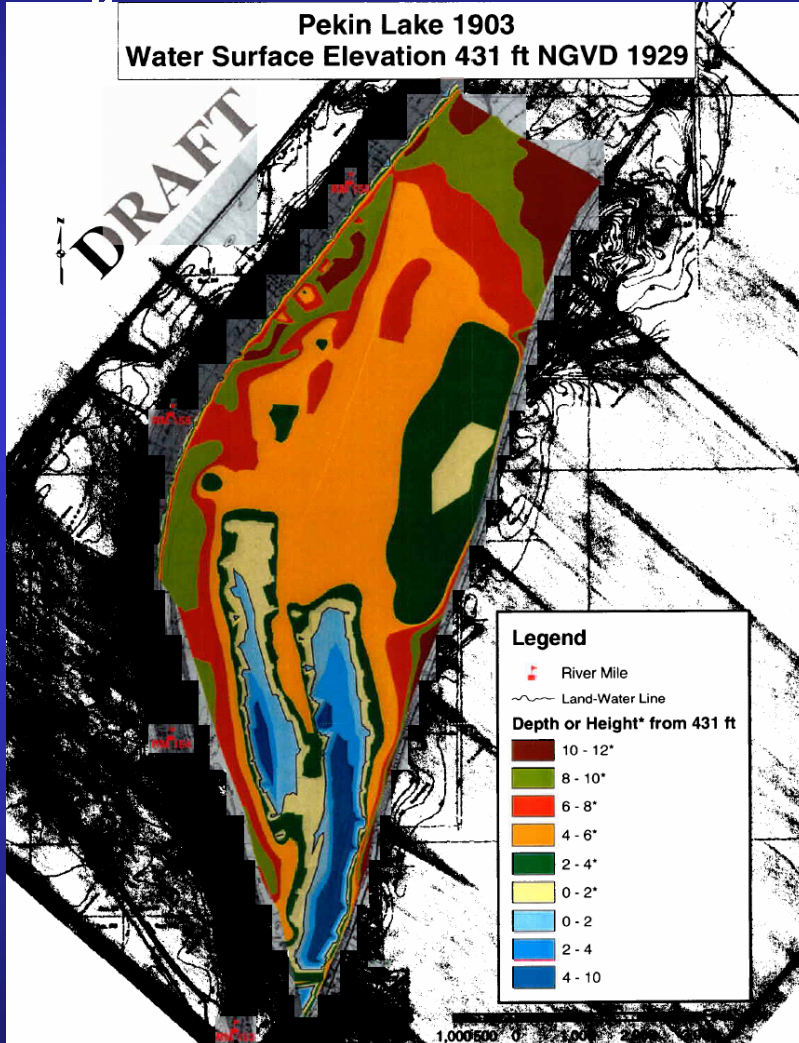 Pekin Lake 1903
Water Surface Elevation 431 ft NGVD 1929
DRAFT
N
Legend
River Mile
Land-Water Line
Depth or Height* from 431 ft
10 - 12*
8 - 10*
6 - 8*
4 - 6*
2 - 4*
0 - 2*
0 - 2
2 - 4
4 - 10